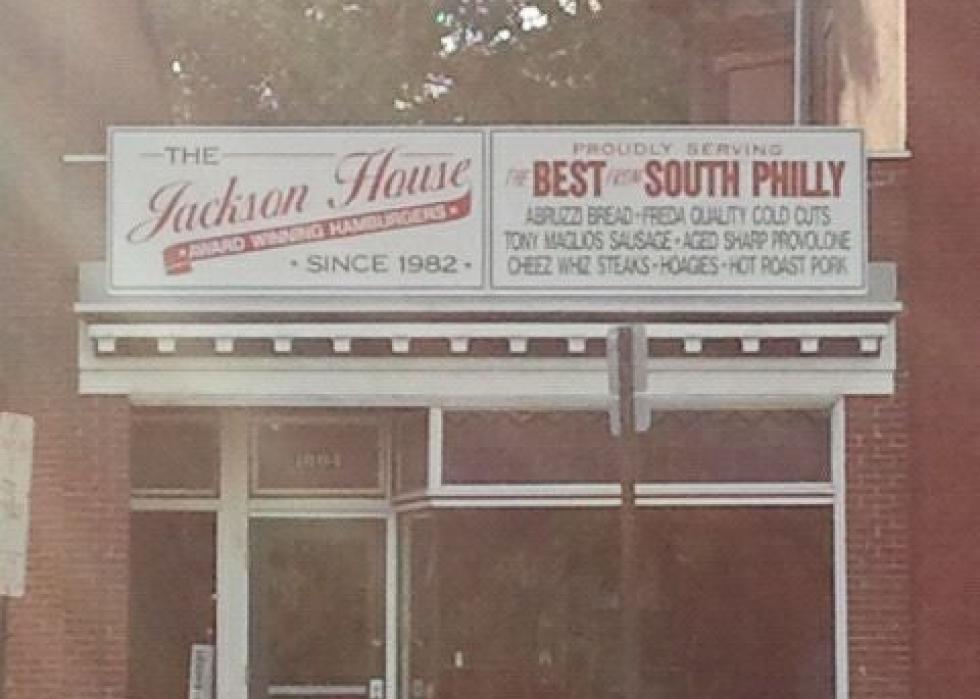 THE
Jackson House
AWARD WINNING HAMBURGERS
• SINCE 1982 •
PROUDLY SERVING
THE BEST FROM SOUTH PHILLY
ABRUZZI BREAD • FREDA QUALITY COLD CUTS
TONY MAGLIOS SAUSAGE • AGED SHARP PROVOLONE
CHEEZ WHIZ STEAKS • HOAGIES • HOT ROAST PORK